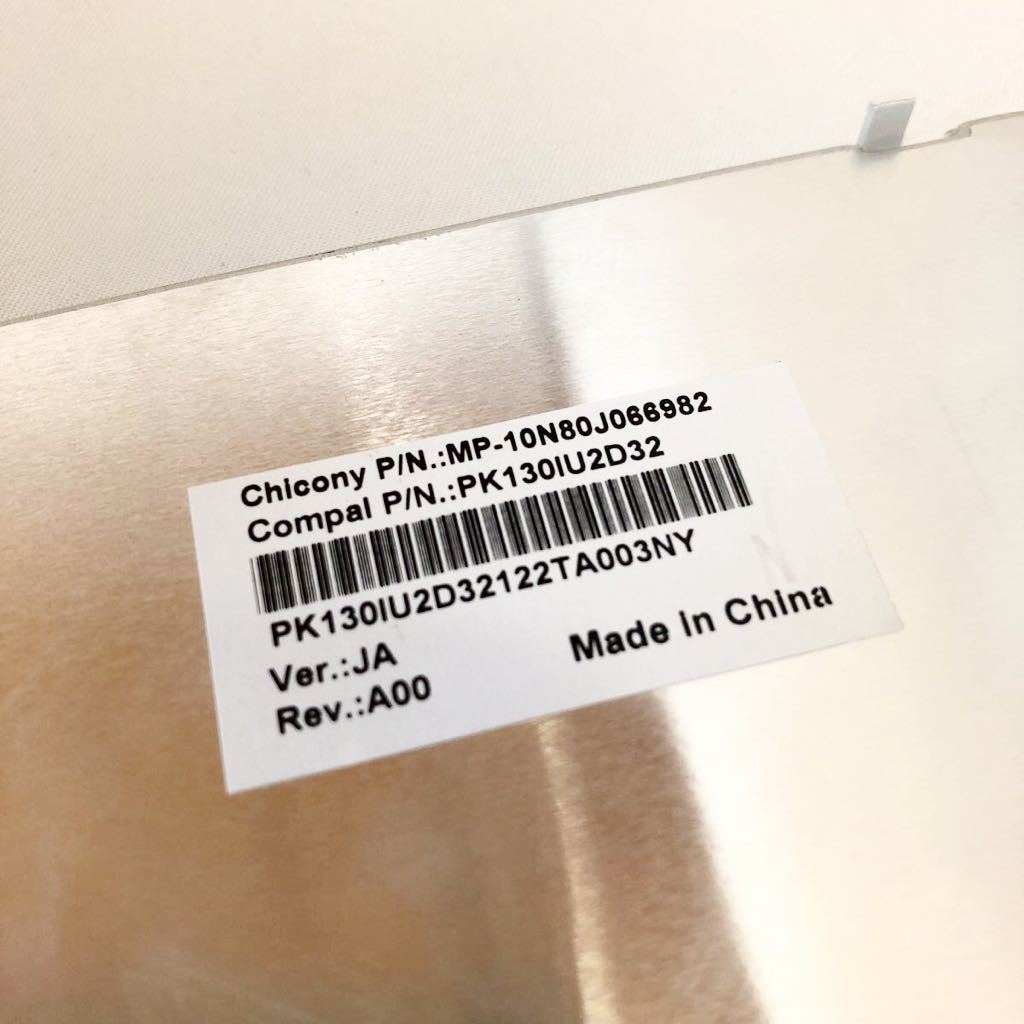 Chicony P/N.:MP-10N80J066982
Compal P/N.:PK130IU2D32
PK130IU2D32122TA003NY
Ver.:JA
Rev.:A00
Made in China